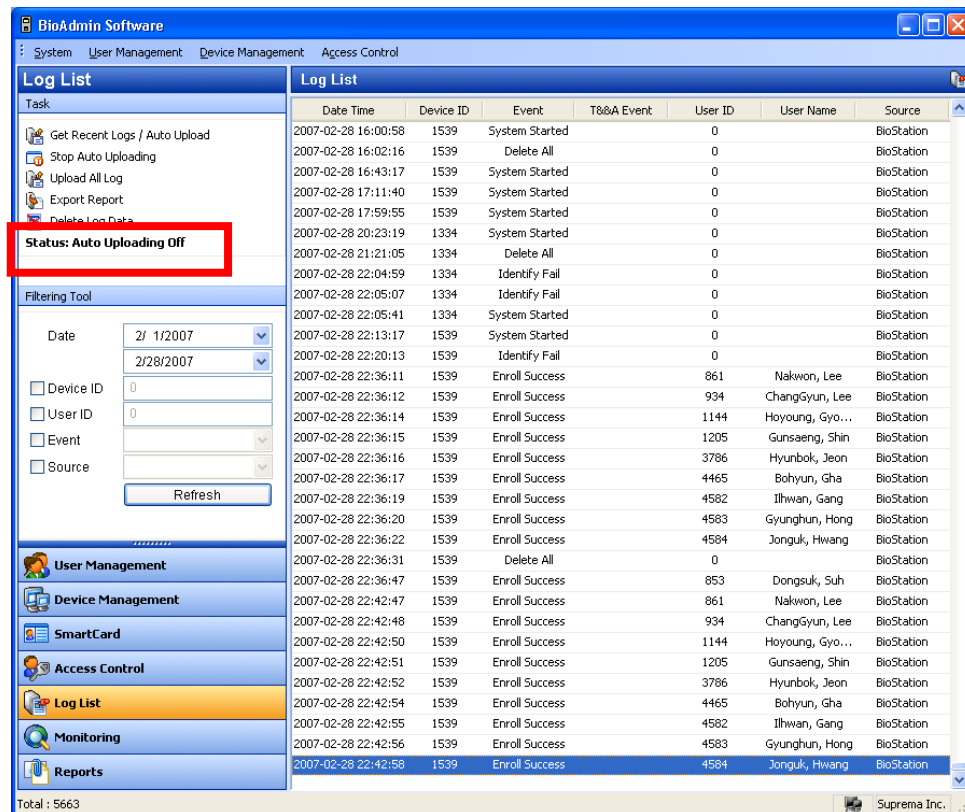 BioAdmin Software
System User Management Device Management Access Control
Log List
Task
Get Recent Logs / Auto Upload
Stop Auto Uploading
Upload All Log
Export Report
Delete Log Data
Status: Auto Uploading Off
Filtering Tool
Date 2/ 1/2007
2/28/2007
Device ID 0
User ID 0
Event
Source
Refresh
User Management
Device Management
SmartCard
Access Control
Log List
Monitoring
Reports
Log List
Date Time Device ID Event T&&A Event User ID User Name Source
2007-02-28 16:00:58 1539 System Started 0 BioStation
2007-02-28 16:02:16 1539 Delete All 0 BioStation
2007-02-28 16:43:17 1539 System Started 0 BioStation
2007-02-28 17:11:40 1539 System Started 0 BioStation
2007-02-28 17:59:55 1539 System Started 0 BioStation
2007-02-28 20:23:19 1334 System Started 0 BioStation
2007-02-28 21:21:05 1334 Delete All 0 BioStation
2007-02-28 22:04:59 1334 Identify Fail 0 BioStation
2007-02-28 22:05:07 1334 Identify Fail 0 BioStation
2007-02-28 22:05:41 1334 System Started 0 BioStation
2007-02-28 22:13:17 1539 System Started 0 BioStation
2007-02-28 22:20:13 1539 Identify Fail 0 BioStation
2007-02-28 22:36:11 1539 Enroll Success 861 Nakwon, Lee BioStation
2007-02-28 22:36:12 1539 Enroll Success 934 ChangGyun, Lee BioStation
2007-02-28 22:36:14 1539 Enroll Success 1144 Hoyoung, Gyo... BioStation
2007-02-28 22:36:15 1539 Enroll Success 1205 Gunsaeng, Shin BioStation
2007-02-28 22:36:16 1539 Enroll Success 3786 Hyunbok, Jeon BioStation
2007-02-28 22:36:17 1539 Enroll Success 4465 Bohyun, Gha BioStation
2007-02-28 22:36:19 1539 Enroll Success 4582 Ilhwan, Gang BioStation
2007-02-28 22:36:20 1539 Enroll Success 4583 Gyunghun, Hong BioStation
2007-02-28 22:36:22 1539 Enroll Success 4584 Jonguk, Hwang BioStation
2007-02-28 22:36:31 1539 Delete All 0 BioStation
2007-02-28 22:36:47 1539 Enroll Success 853 Dongsuk, Suh BioStation
2007-02-28 22:42:47 1539 Enroll Success 861 Nakwon, Lee BioStation
2007-02-28 22:42:48 1539 Enroll Success 934 ChangGyun, Lee BioStation
2007-02-28 22:42:50 1539 Enroll Success 1144 Hoyoung, Gyo... BioStation
2007-02-28 22:42:51 1539 Enroll Success 1205 Gunsaeng, Shin BioStation
2007-02-28 22:42:52 1539 Enroll Success 3786 Hyunbok, Jeon BioStation
2007-02-28 22:42:54 1539 Enroll Success 4465 Bohyun, Gha BioStation
2007-02-28 22:42:55 1539 Enroll Success 4582 Ilhwan, Gang BioStation
2007-02-28 22:42:56 1539 Enroll Success 4583 Gyunghun, Hong BioStation
2007-02-28 22:42:58 1539 Enroll Success 4584 Jonguk, Hwang BioStation
Total : 5663 Suprema Inc.